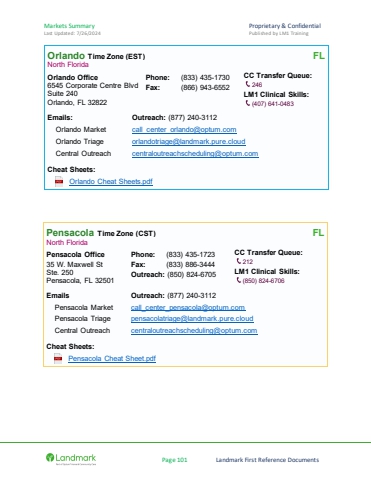 Markets Summary Proprietary & Confidential
Last Updated: 7/26/2024 Published by LMK Training
Orlando Time Zone (EST) FL
North Florida
Orlando Office Phone: (833) 435-1730 CC Transfer Queue:
6545 Corporate Centre Blvd Fax: (866) 943-6552 246
Suite 240 LM1 Clinical Skills:
Orlando, FL 32822 (407) 641-0483
Emails: Outreach: (877) 240-3112
Orlando Market call_center_orlando@optum.com
Orlando Triage orlandotriage@landmark.pure.cloud
Central Outreach centraloutreachscheduling@optum.com
Cheat Sheets:
Orlando Cheat Sheets.pdf
Pensacola Time Zone (CST) FL
North Florida
Pensacola Office Phone: (833) 435-1723 CC Transfer Queue:
35 W. Maxwell St Fax: (833) 886-3444 212
Ste. 250 Outreach: (850) 824-6705 LM1 Clinical Skills:
Pensacola, FL 32501 (850) 824-6706
Emails Outreach: (877) 240-3112
Pensacola Market call_center_pensacola@optum.com
Pensacola Triage pensacolatriage@landmark.pure.cloud
Central Outreach centraloutreachscheduling@optum.com
Cheat Sheets:
Pensacola Cheat Sheet.pdf
Landmark Page 101 Landmark First Reference Documents